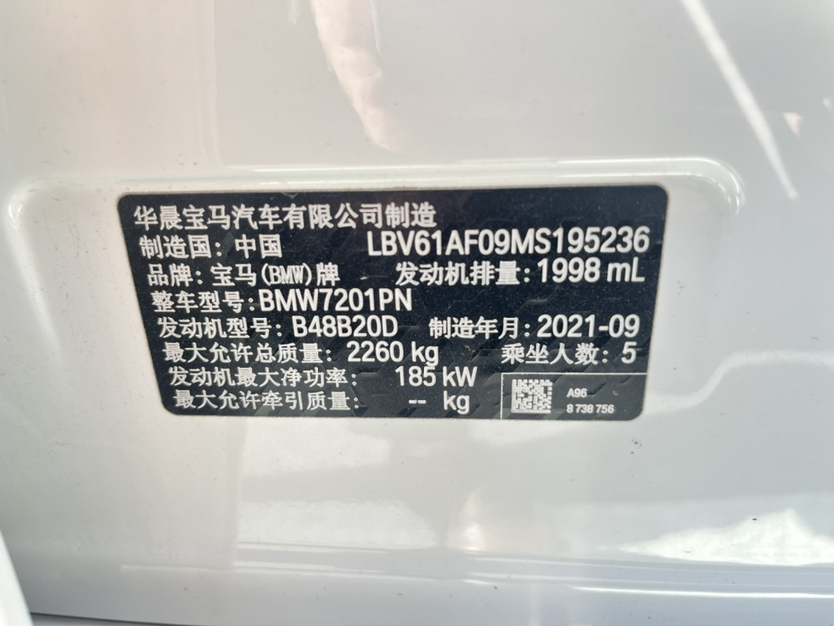 华晨宝马汽车有限公司制造
制造国: 中国 LBV61AF09MS195236
品牌: 宝马(BMW)牌 发动机排量: 1998 mL
整车型号: BMW7201PN
发动机型号: B48B20D 制造年月: 2021-09
最大允许总质量: 2260 kg 乘坐人数: 5
发动机最大净功率: 185 kW
最大允许牵引质量: -- kg
A96
8 738 756